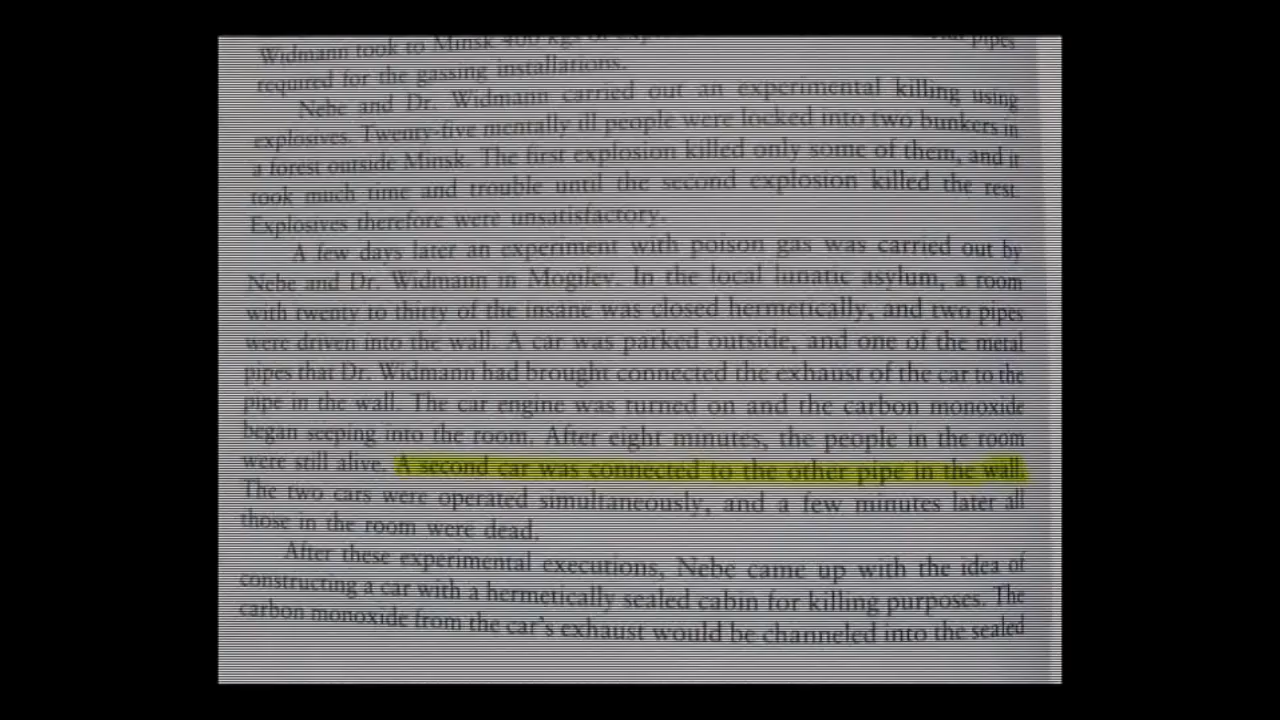 Widmann took to Minsk 400 kgs of pipes
required for the gassing installations.
Nebe and Dr. Widmann carried out an experimental killing using
explosives. Twenty-five mentally ill people were locked into two bunkers in
a forest outside Minsk. The first explosion killed only some of them, and it
took much time and trouble until the second explosion killed the rest.
Explosives therefore were unsatisfactory.
A few days later an experiment with poison gas was carried out by
Nebe and Dr. Widmann in Mogilev. In the local lunatic asylum, a room
with twenty to thirty of the insane was closed hermetically, and two pipes
were driven into the wall. A car was parked outside, and one of the metal
pipes that Dr. Widmann had brought connected the exhaust of the car to the
pipe in the wall. The car engine was turned on and the carbon monoxide
began seeping into the room. After eight minutes, the people in the room
were still alive. A second car was connected to the other pipe in the wall.
The two cars were operated simultaneously, and a few minutes later all
those in the room were dead.
After these experimental executions, Nebe came up with the idea of
constructing a car with a hermetically sealed cabin for killing purposes. The
carbon monoxide from the car's exhaust would be channeled into the sealed